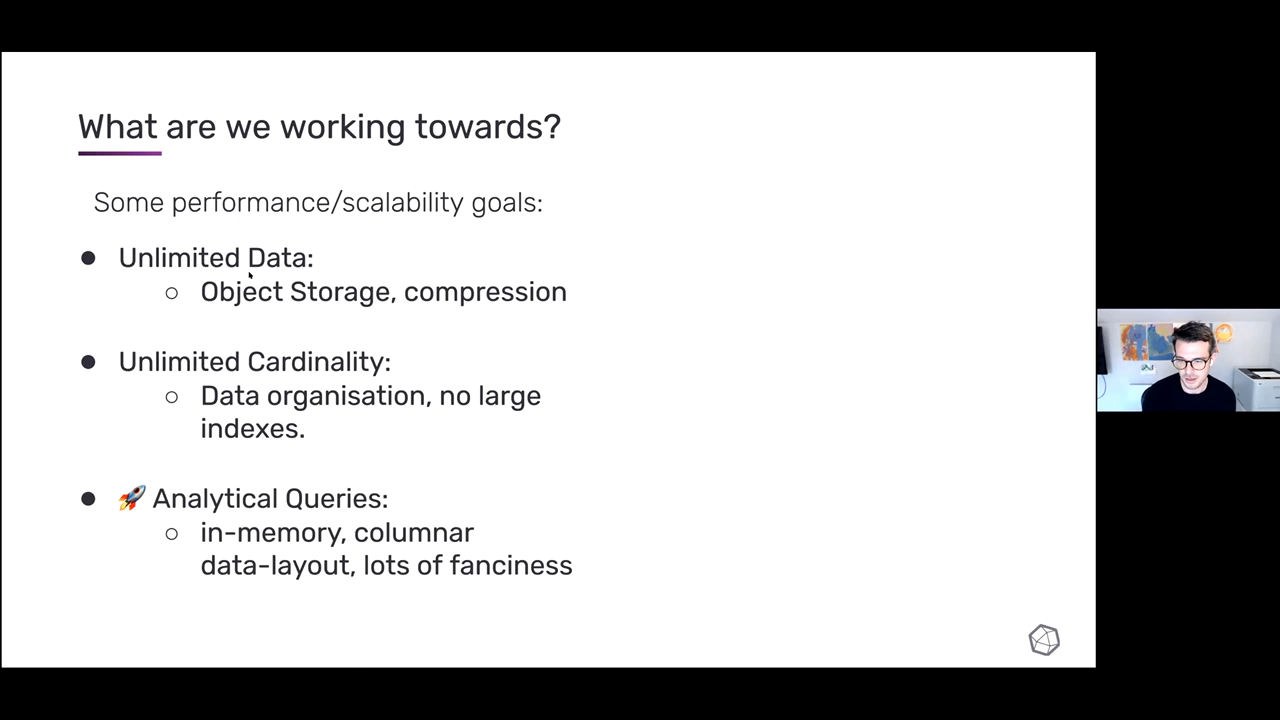 What are we working towards?
Some performance/scalability goals:
● Unlimited Data:
○ Object Storage, compression
● Unlimited Cardinality:
○ Data organisation, no large
indexes.
● 🚀 Analytical Queries:
○ in-memory, columnar
data-layout, lots of fanciness